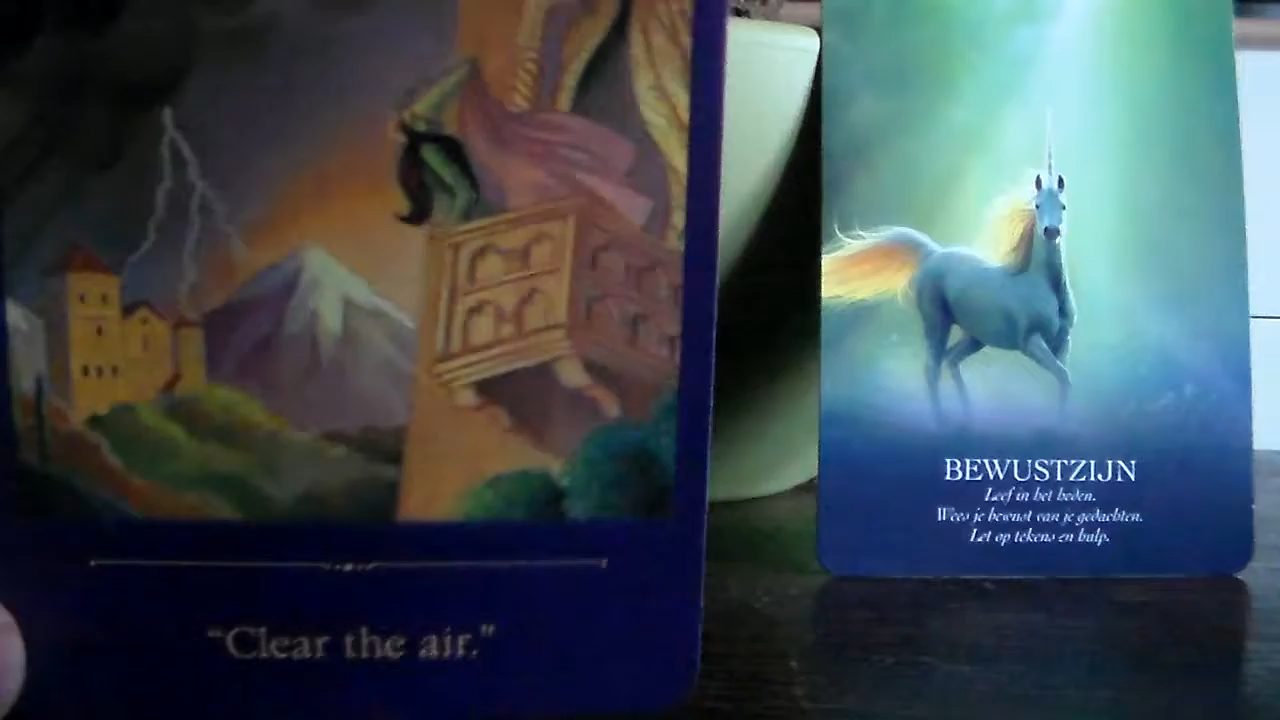 "Clear the air."
BEWUSTZIJN
Leef in het heden.
Wees je bewust van je gedachten.
Let op tekens en hulp.